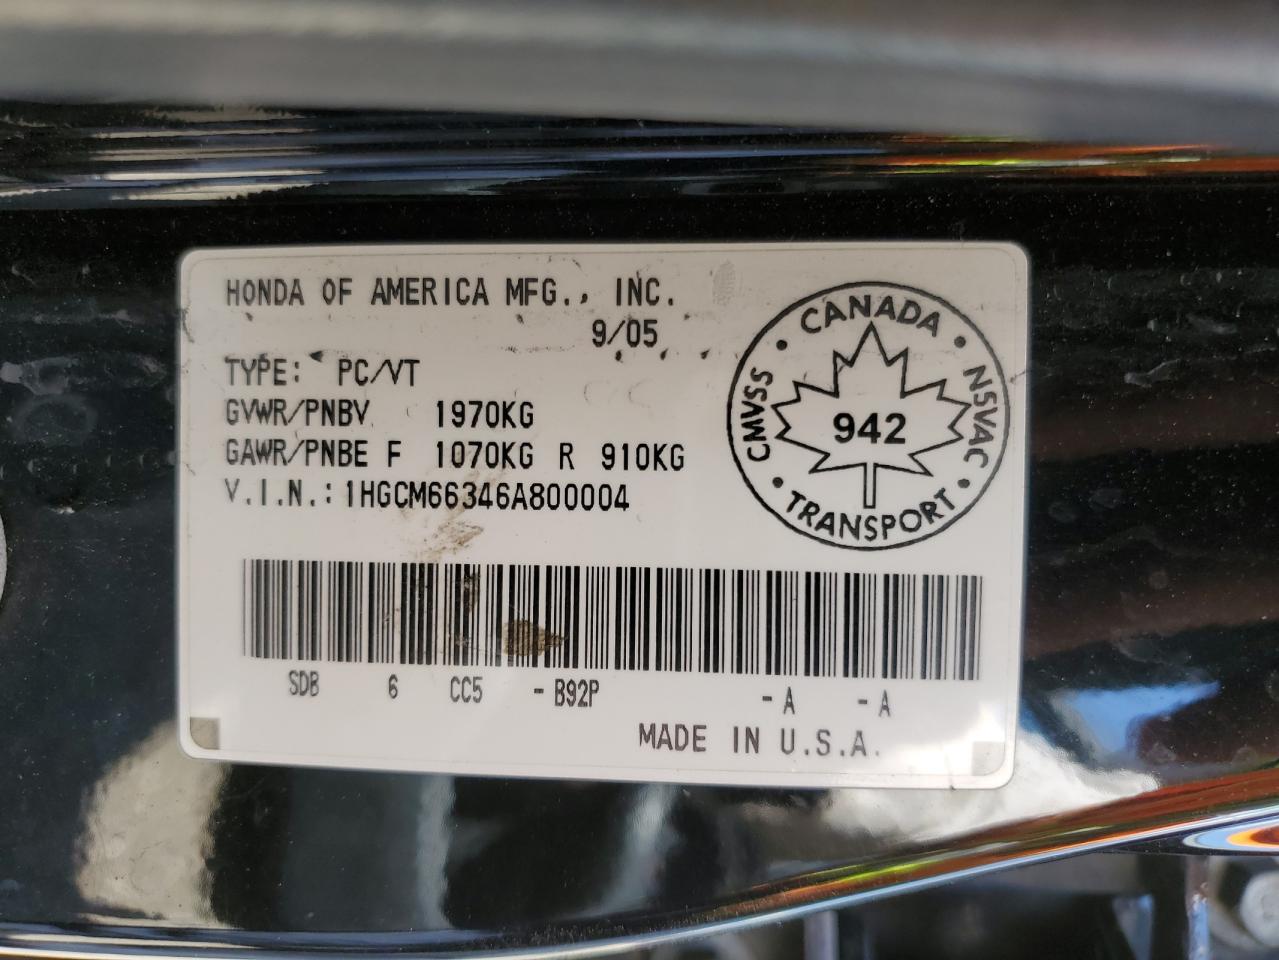 HONDA OF AMERICA MFG., INC.
9/05
TYPE: PC/VT
GVWR/PNBV 1970KG
GAWR/PNBE F 1070KG R 910KG
V.I.N.: 1HGCM66346A800004
CANADA
CMVSS
NSVAC
942
TRANSPORT
SDB 6 CC5 - B92P - A - A
MADE IN U.S.A.